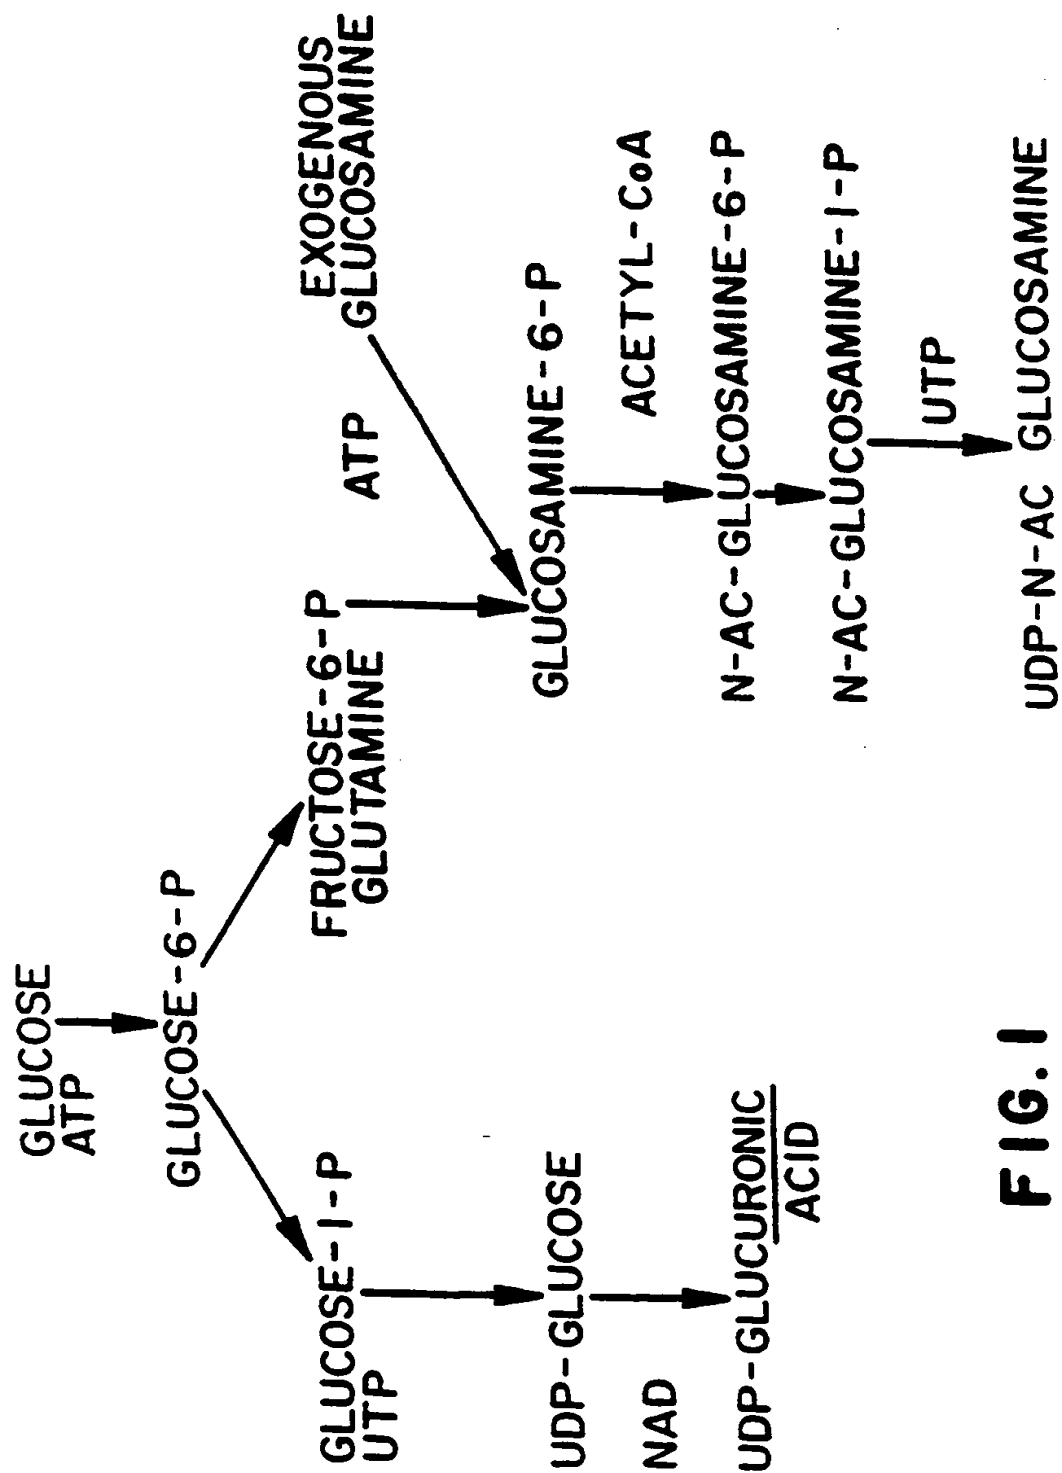 GLUCOSE
ATP
GLUCOSE-6-P
GLUCOSE-1-P
UTP
FRUCTOSE-6-P
GLUTAMINE
ATP
EXOGENOUS
GLUCOSAMINE
UDP-GLUCOSE
GLUCOSAMINE-6-P
NAD
ACETYL-CoA
UDP-GLUCURONIC
ACID
N-AC-GLUCOSAMINE-6-P
N-AC-GLUCOSAMINE-1-P
UTP
UDP-N-AC GLUCOSAMINE
FIG. 1